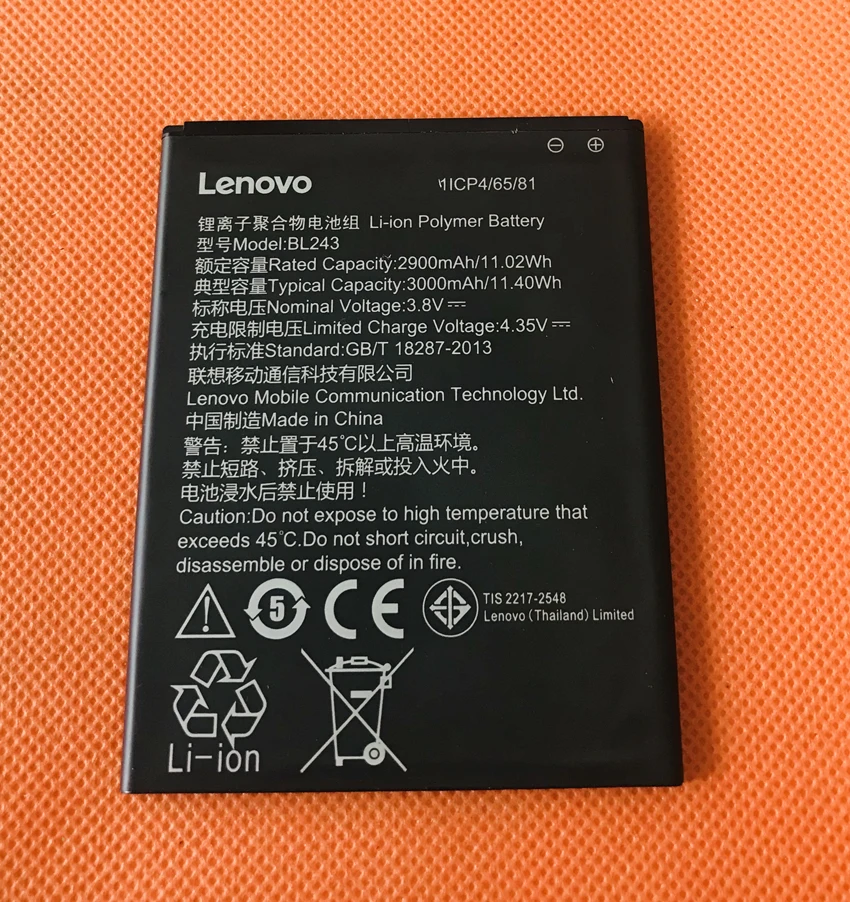 Lenovo
1ICP4/65/81
锂离子聚合物电池组 Li-ion Polymer Battery
型号Model:BL243
额定容量Rated Capacity:2900mAh/11.02Wh
典型容量Typical Capacity:3000mAh/11.40Wh
标称电压Nominal Voltage:3.8V⎓
充电限制电压Limited Charge Voltage:4.35V⎓
执行标准Standard:GB/T 18287-2013
联想移动通信科技有限公司
Lenovo Mobile Communication Technology Ltd.
中国制造Made in China
警告：禁止置于45℃以上高温环境。
禁止短路、挤压、拆解或投入火中。
电池浸水后禁止使用！
Caution:Do not expose to high temperature that
exceeds 45℃.Do not short circuit,crush,
disassemble or dispose of in fire.
5
CE
TIS 2217-2548
Lenovo (Thailand) Limited
Li-ion